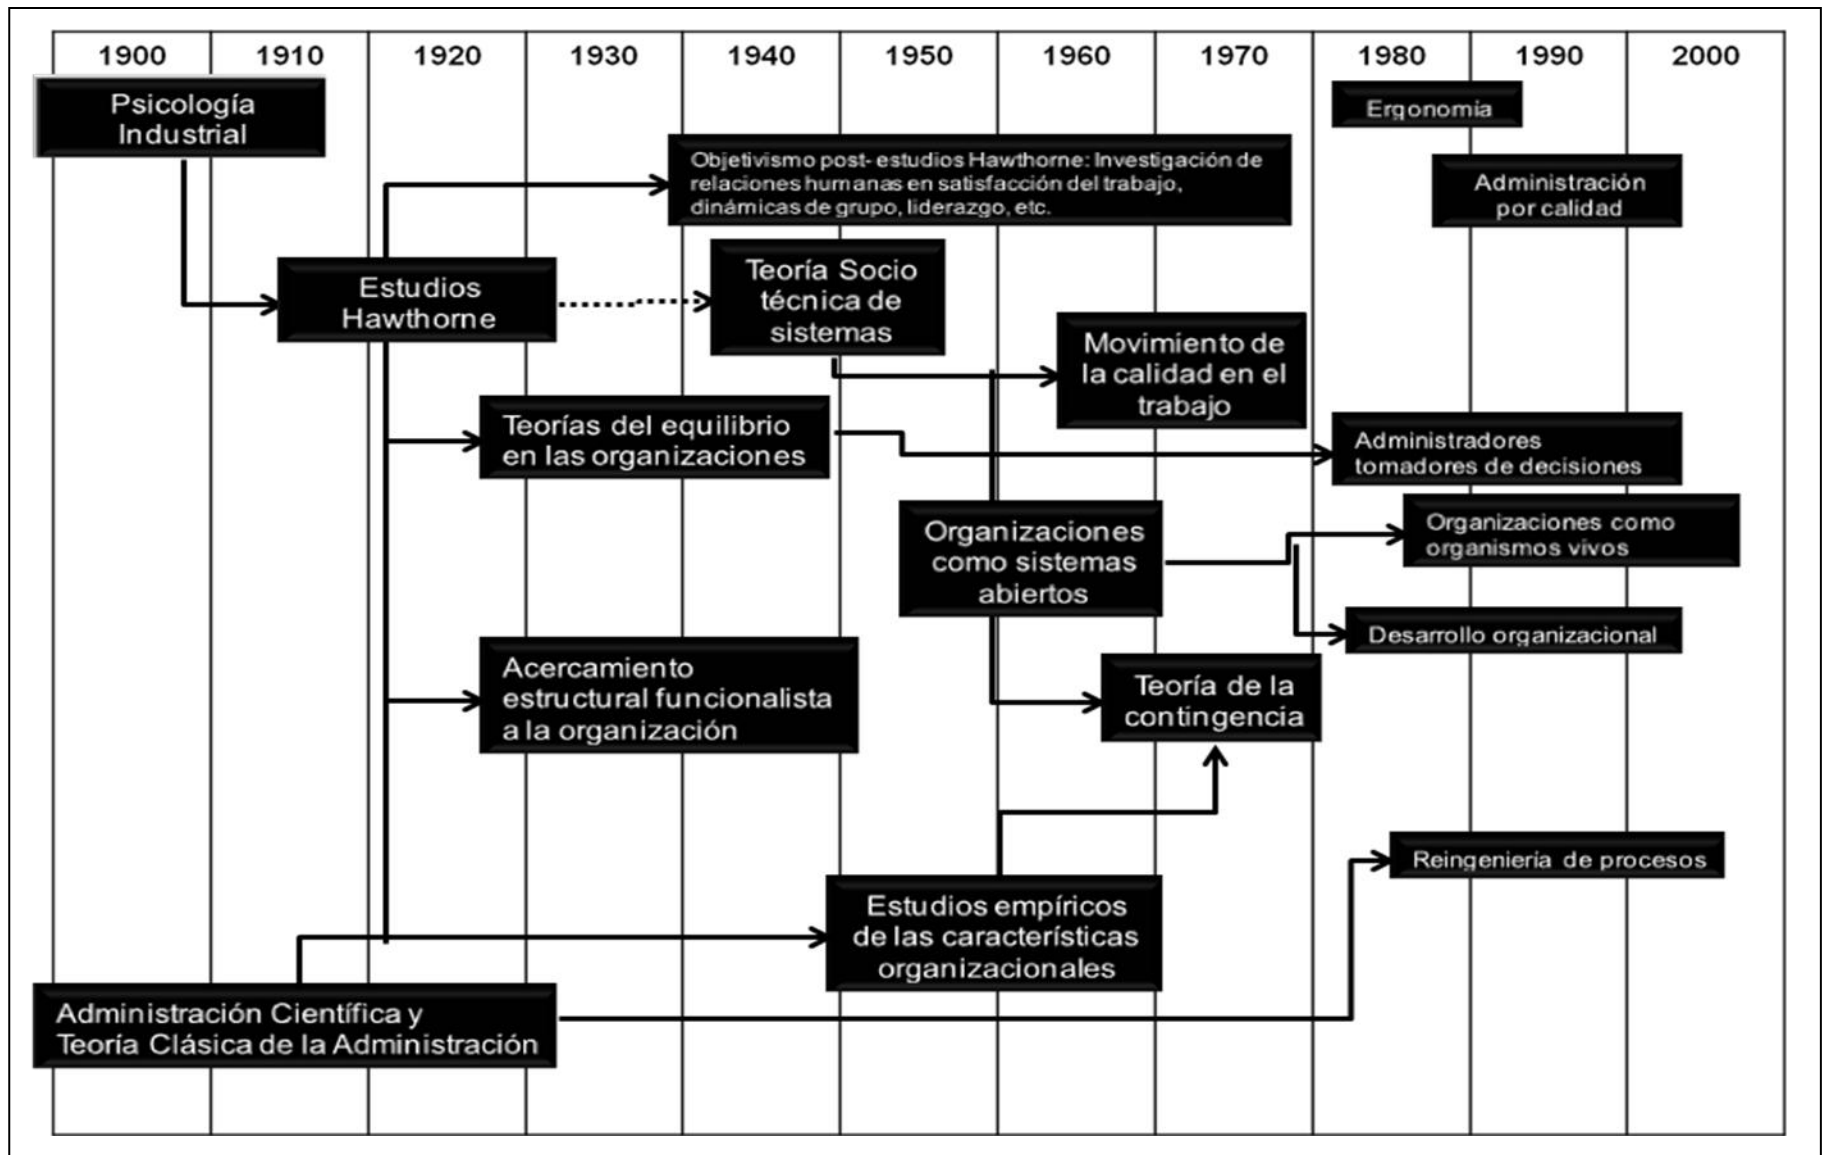 1900 1910 1920 1930 1940 1950 1960 1970 1980 1990 2000
Psicología
Industrial
Ergonomía
Objetivismo post- estudios Hawthorne: Investigación de
relaciones humanas en satisfacción del trabajo,
dinámicas de grupo, liderazgo, etc.
Administración
por calidad
Estudios
Hawthorne
Teoría Socio
técnica de
sistemas
Movimiento de
la calidad en el
trabajo
Teorías del equilibrio
en las organizaciones
Administradores
tomadores de decisiones
Organizaciones
como sistemas
abiertos
Organizaciones como
organismos vivos
Desarrollo organizacional
Acercamiento
estructural funcionalista
a la organización
Teoría de la
contingencia
Reingeniería de procesos
Estudios empíricos
de las características
organizacionales
Administración Científica y
Teoría Clásica de la Administración